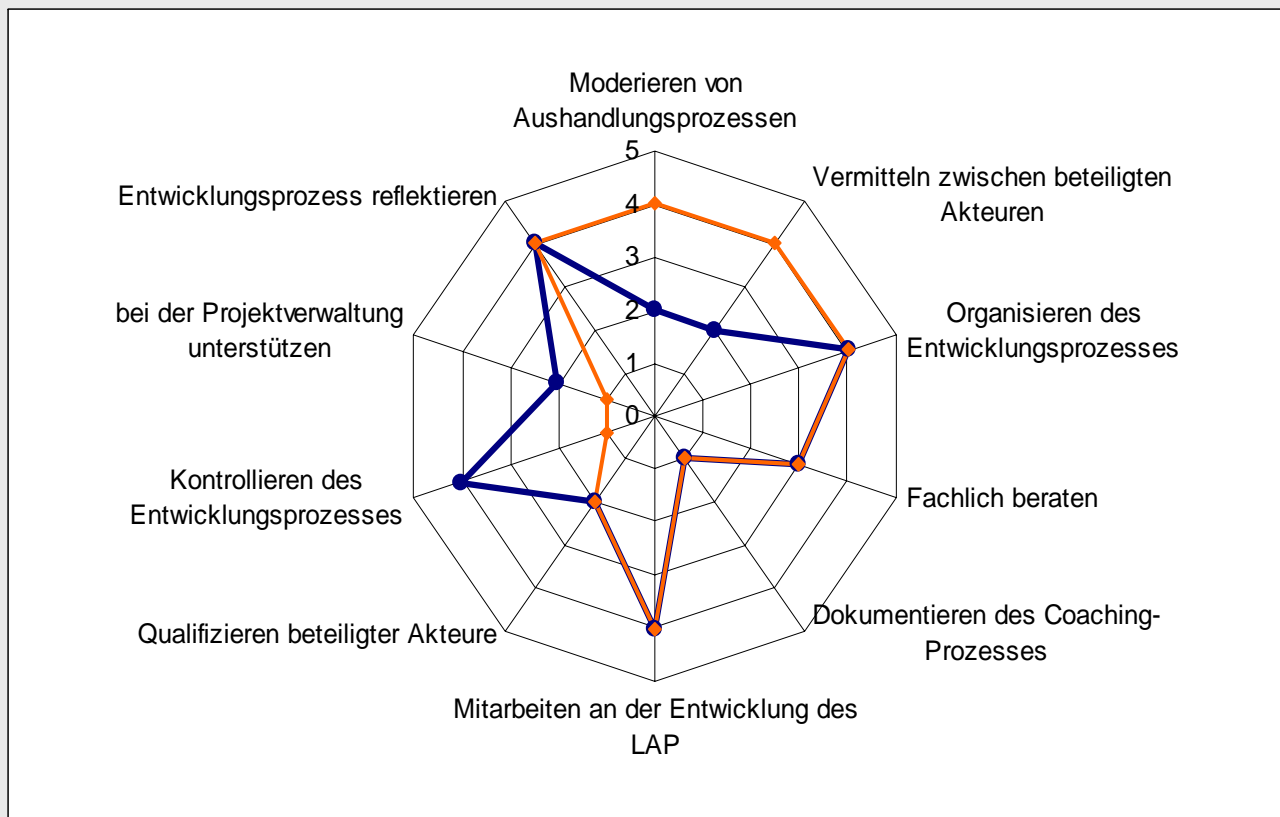 Moderieren von
Aushandlungsprozessen
Vermitteln zwischen beteiligten
Akteuren
Organisieren des
Entwicklungsprozesses
Fachlich beraten
Dokumentieren des Coaching-
Prozesses
Mitarbeiten an der Entwicklung des
LAP
Qualifizieren beteiligter Akteure
Kontrollieren des
Entwicklungsprozesses
bei der Projektverwaltung
unterstützen
Entwicklungsprozess reflektieren
5
4
3
2
1
0